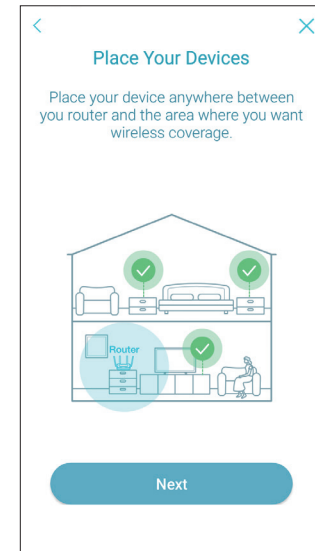 Place Your Devices
Place your device anywhere between
you router and the area where you want
wireless coverage.
Router
Next